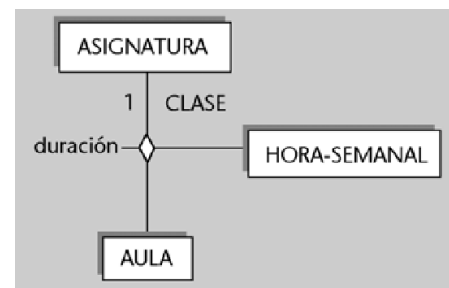 ASIGNATURA
1 CLASE
duración
HORA-SEMANAL
AULA